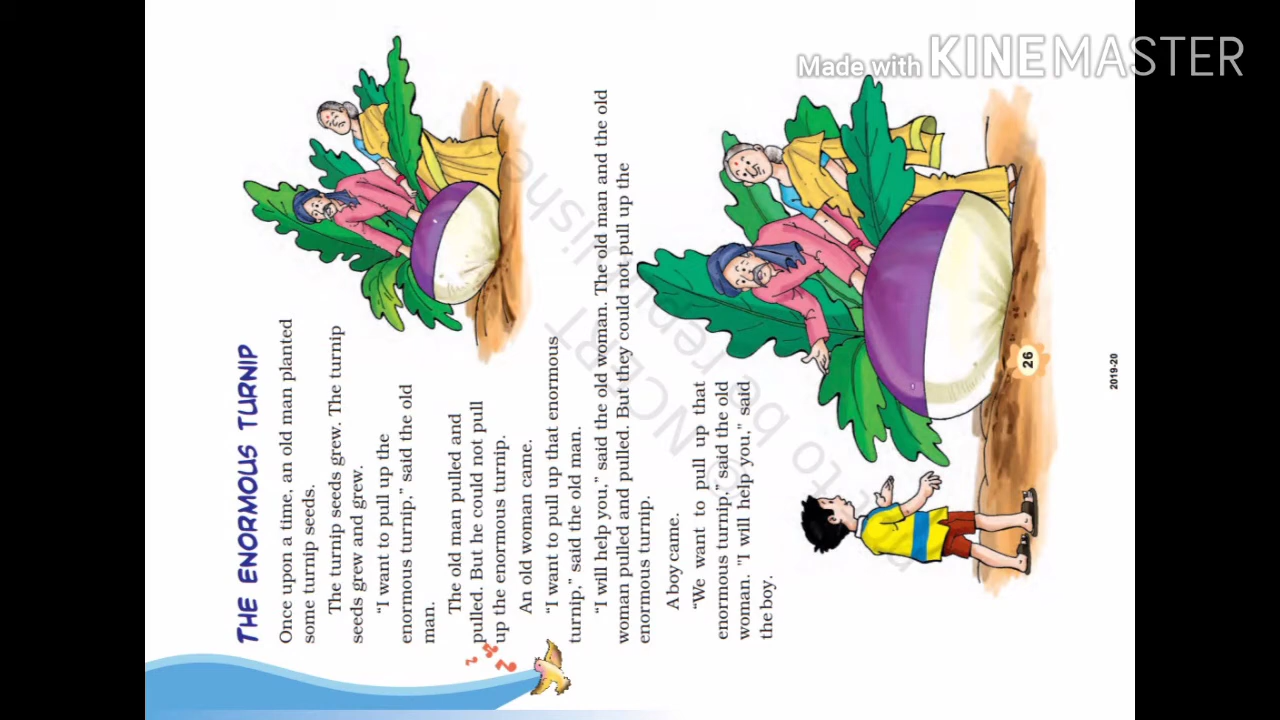 Made with KINEMASTER
THE ENORMOUS TURNIP
Once upon a time, an old man planted
some turnip seeds.
The turnip seeds grew. The turnip
seeds grew and grew.
“I want to pull up the
enormous turnip,” said the old
man.
The old man pulled and
pulled. But he could not pull
up the enormous turnip.
An old woman came.
“I want to pull up that enormous
turnip,” said the old man.
“I will help you,” said the old woman. The old man and the old
woman pulled and pulled. But they could not pull up the
enormous turnip.
A boy came.
“We want to pull up that
enormous turnip,” said the old
woman. "I will help you," said
the boy.
© NCERT
not to be republished
26
2019-20